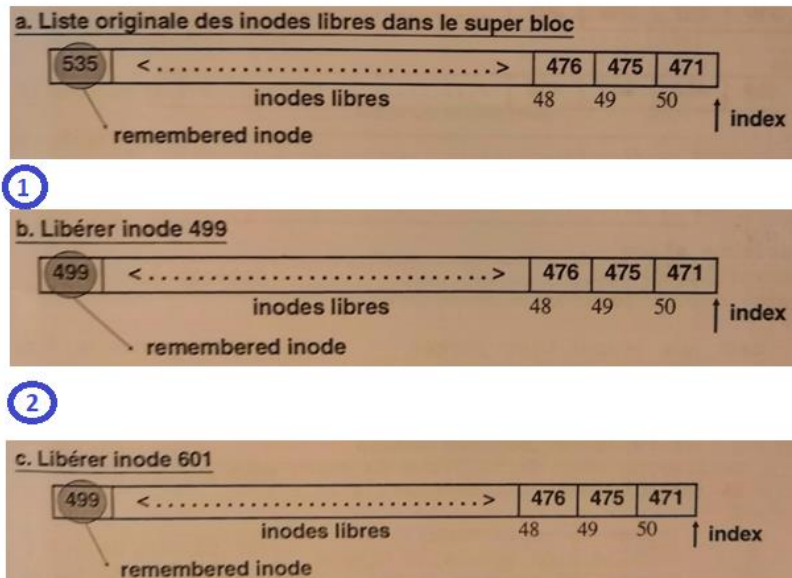 a. Liste originale des inodes libres dans le super bloc
535 <............................> 476 475 471
inodes libres 48 49 50 index
remembered inode
1
b. Libérer inode 499
499 <............................> 476 475 471
inodes libres 48 49 50 index
remembered inode
2
c. Libérer inode 601
499 <............................> 476 475 471
inodes libres 48 49 50 index
remembered inode